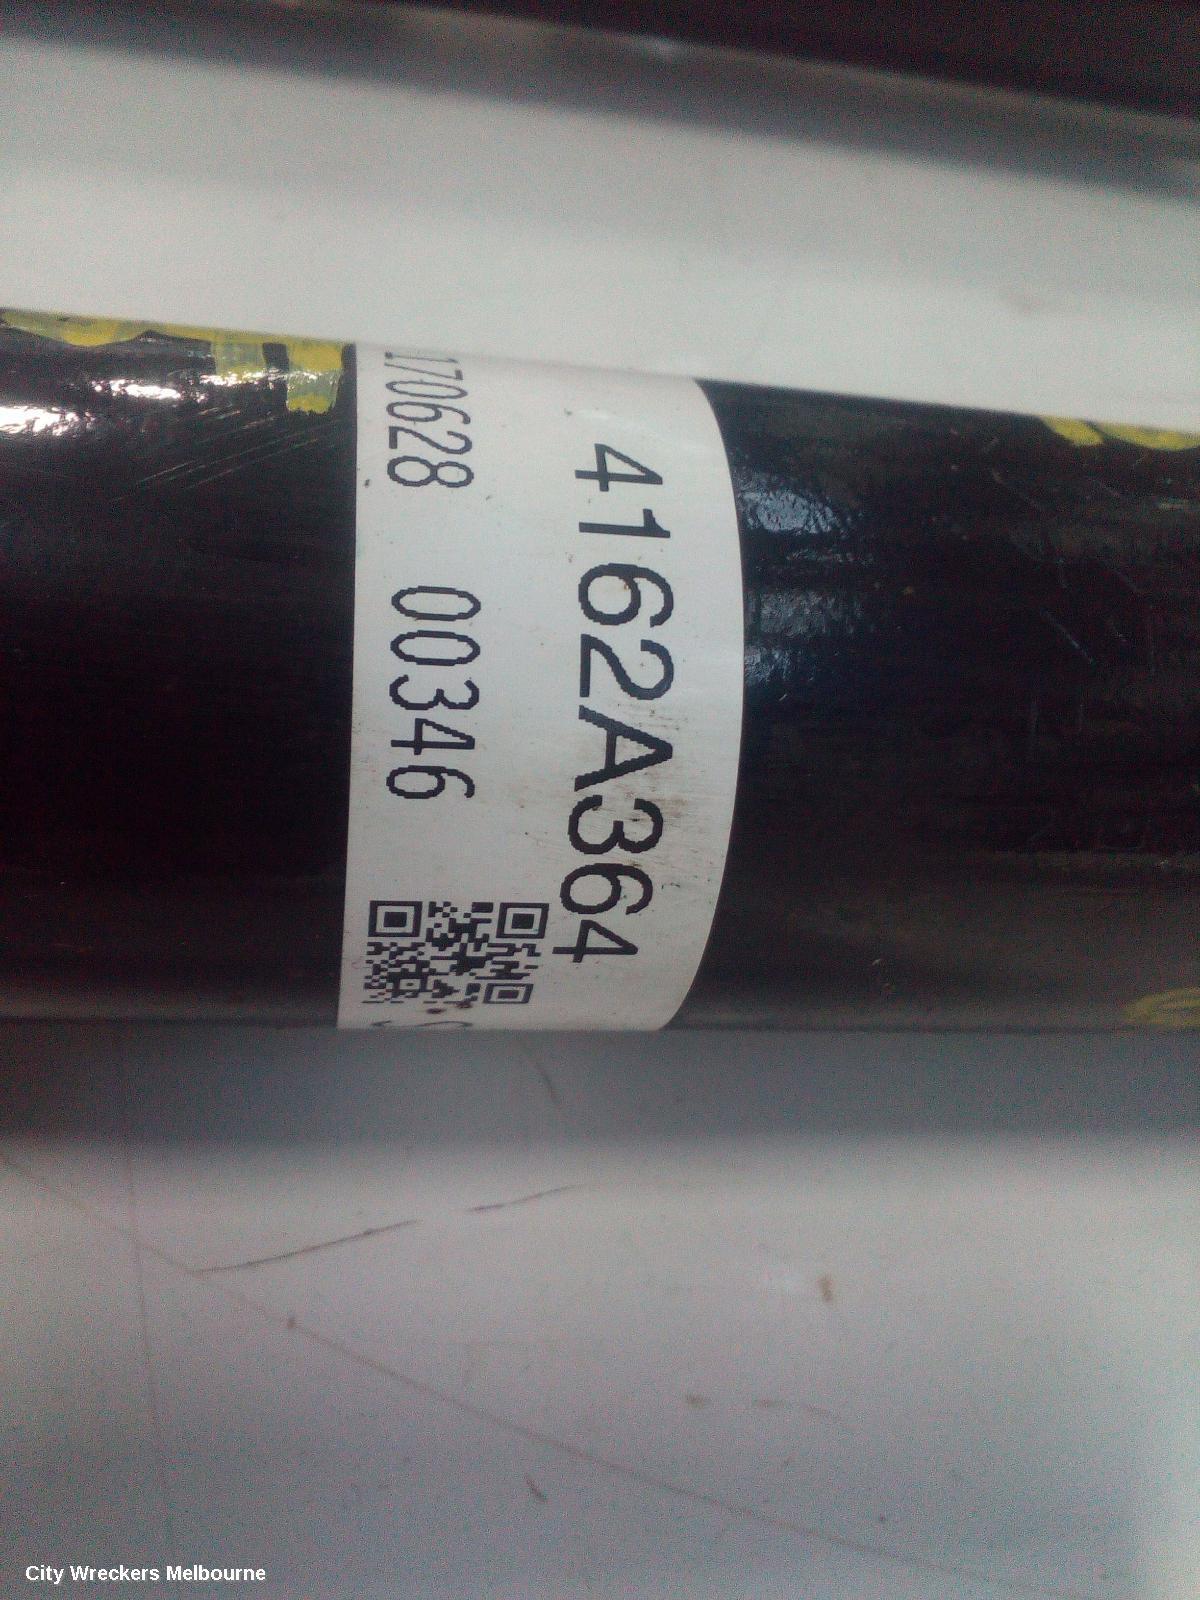 4162A364
170628 00346
City Wreckers Melbourne